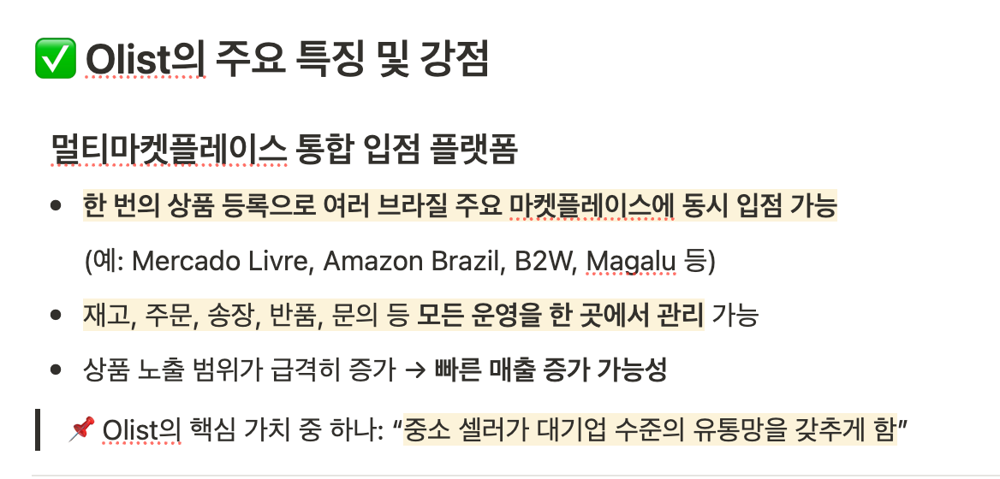 ✅ Olist의 주요 특징 및 강점
멀티마켓플레이스 통합 입점 플랫폼
• 한 번의 상품 등록으로 여러 브라질 주요 마켓플레이스에 동시 입점 가능
(예: Mercado Livre, Amazon Brazil, B2W, Magalu 등)
• 재고, 주문, 송장, 반품, 문의 등 모든 운영을 한 곳에서 관리 가능
• 상품 노출 범위가 급격히 증가 → 빠른 매출 증가 가능성
📌 Olist의 핵심 가치 중 하나: “중소 셀러가 대기업 수준의 유통망을 갖추게 함”